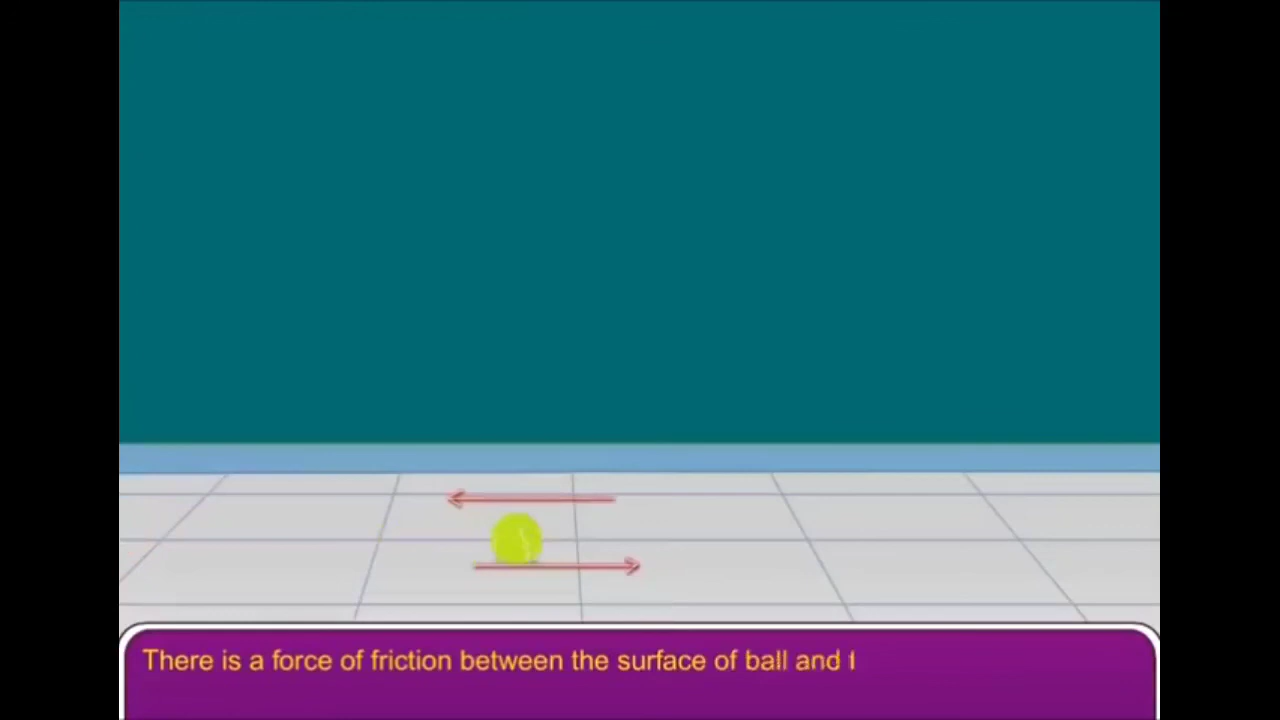 There is a force of friction between the surface of ball and